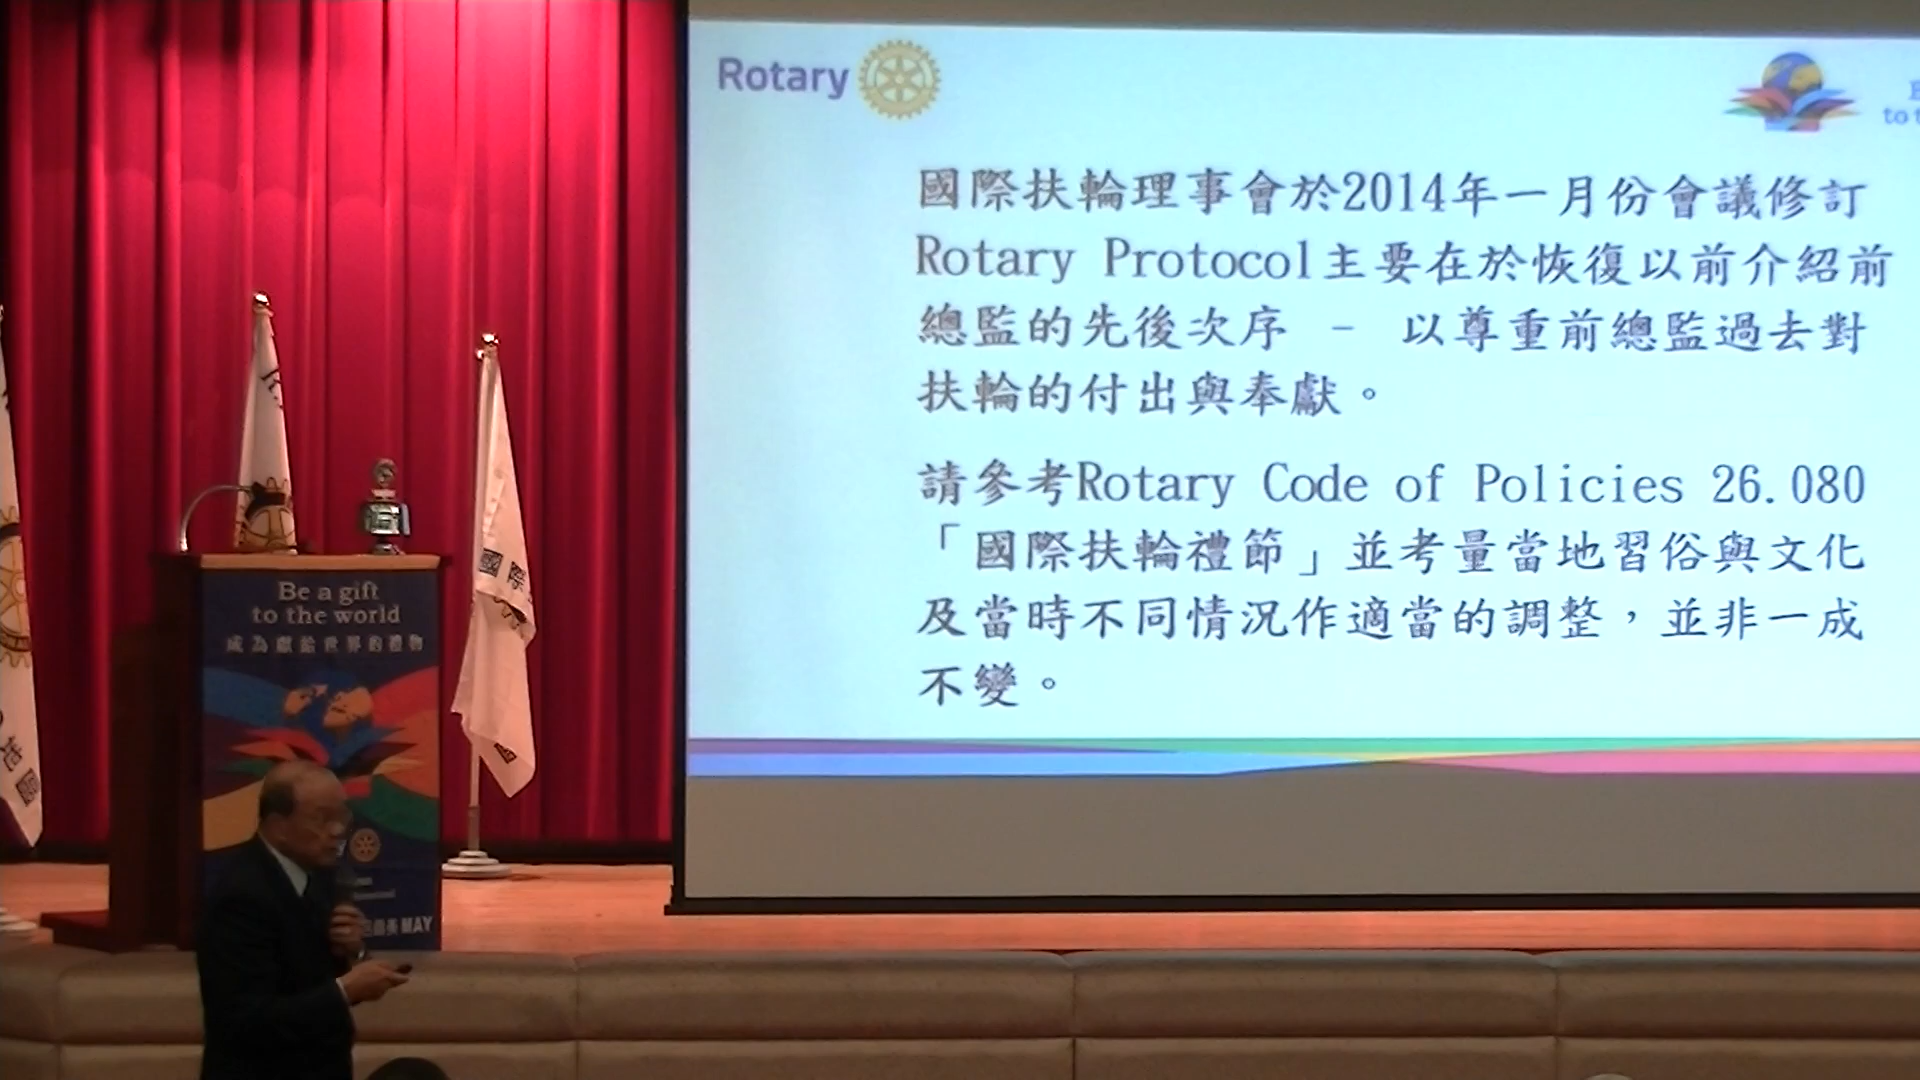 Rotary
to t
國際扶輪理事會於2014年一月份會議修訂
Rotary Protocol主要在於恢復以前介紹前
總監的先後次序 - 以尊重前總監過去對
扶輪的付出與奉獻。
請參考Rotary Code of Policies 26.080
「國際扶輪禮節」並考量當地習俗與文化
及當時不同情況作適當的調整，並非一成
不變。
Be a gift
to the world
成為獻給世界的禮物
MAY
國際